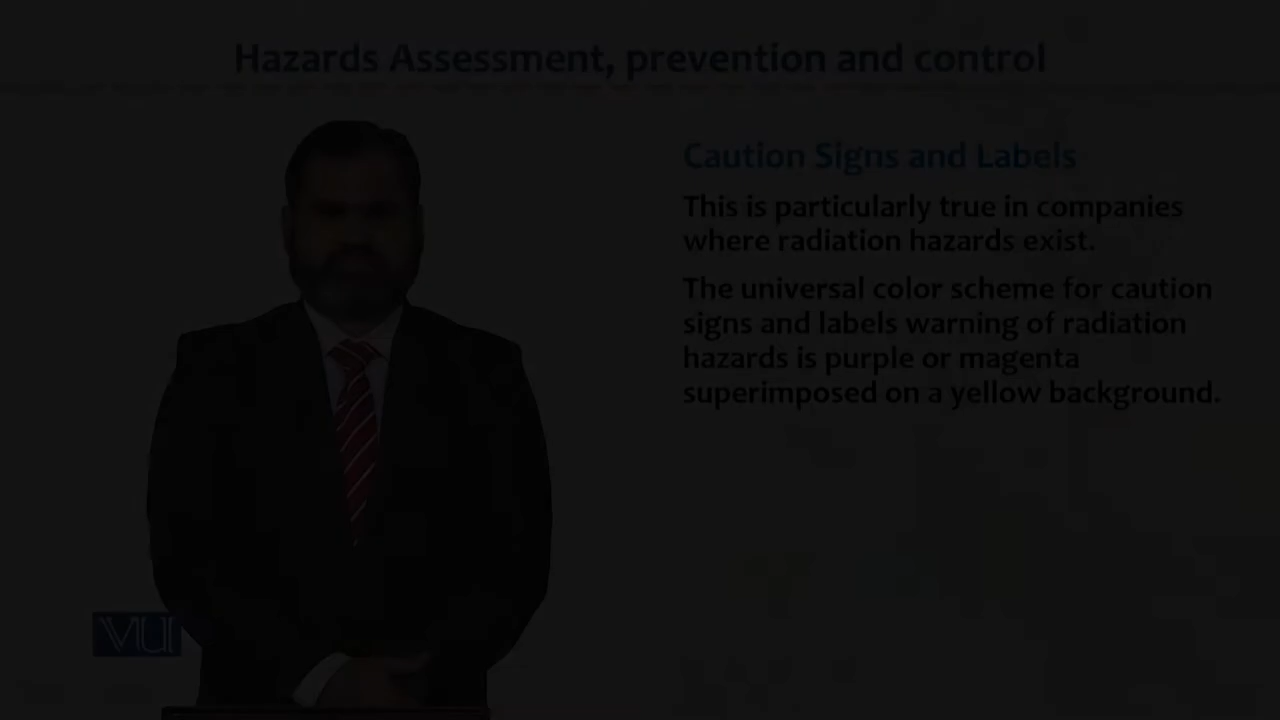 Hazards Assessment, prevention and control
Caution Signs and Labels
This is particularly true in companies
where radiation hazards exist.
The universal color scheme for caution
signs and labels warning of radiation
hazards is purple or magenta
superimposed on a yellow background.
VU